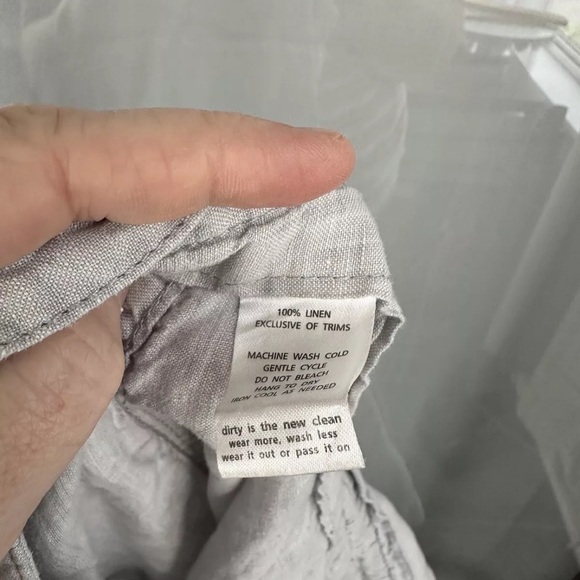 100% LINEN
EXCLUSIVE OF TRIMS
MACHINE WASH COLD
GENTLE CYCLE
DO NOT BLEACH
HANG TO DRY
IRON COOL AS NEEDED
dirty is the new clean
wear more, wash less
wear it out or pass it on